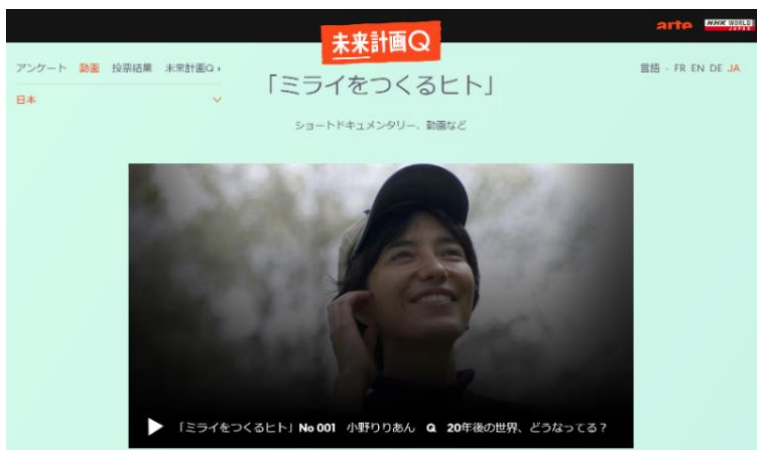 arte NHK WORLD JAPAN
未来計画Q
アンケート 動画 投票結果 未来計画Q
言語 - FR EN DE JA
「ミライをつくるヒト」
日本
ショートドキュメンタリー、動画など
「ミライをつくるヒト」 No 001 小野りりあん Q 20年後の世界、どうなってる？